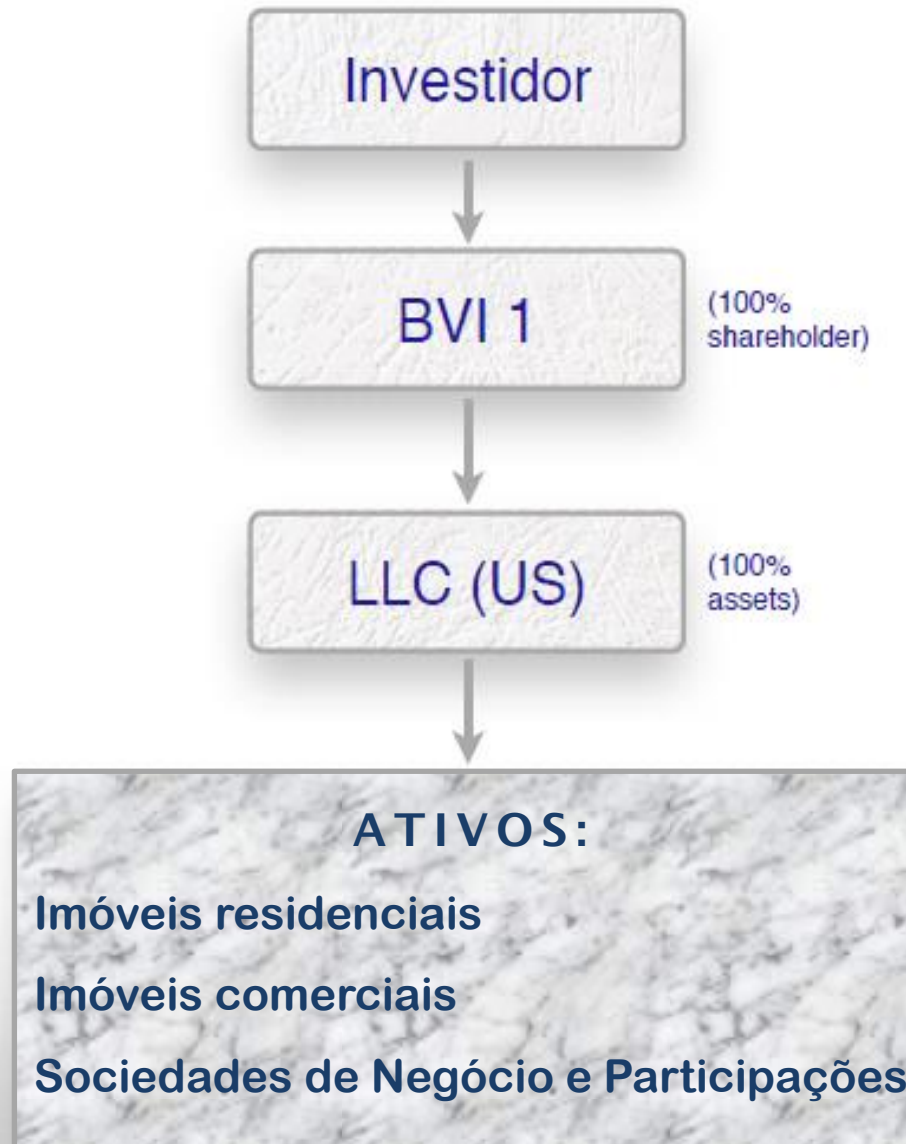 Investidor
BVI 1
(100%
shareholder)
LLC (US)
(100%
assets)
ATIVOS:
Imóveis residenciais
Imóveis comerciais
Sociedades de Negócio e Participações